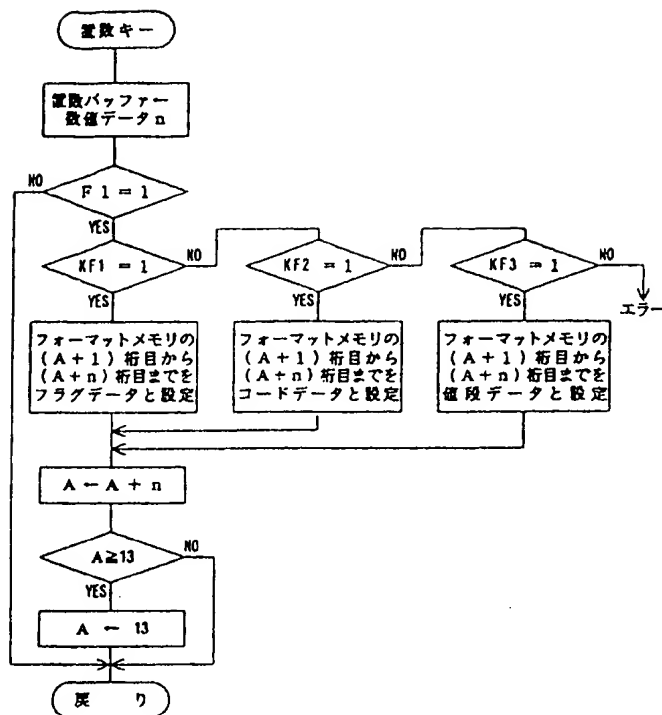 置数キー
置数バッファー
数値データn
NO
F1＝1
YES
KF1＝1
NO
YES
KF2＝1
NO
YES
KF3＝1
NO
YES
エラー
フォーマットメモリの
(A＋1)桁目から
(A＋n)桁目までを
フラグデータと設定
フォーマットメモリの
(A＋1)桁目から
(A＋n)桁目までを
コードデータと設定
フォーマットメモリの
(A＋1)桁目から
(A＋n)桁目までを
値段データと設定
A←A＋n
A≧13
NO
YES
A←13
戻り